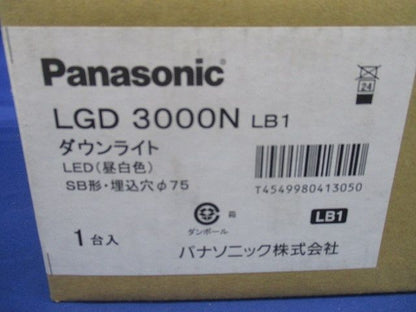 Panasonic
24
LGD 3000N LB1
ダウンライト
LED(昼白色)
SB形・埋込穴φ75
T4549980413050
1台入
ダンボール
LB1
パナソニック株式会社